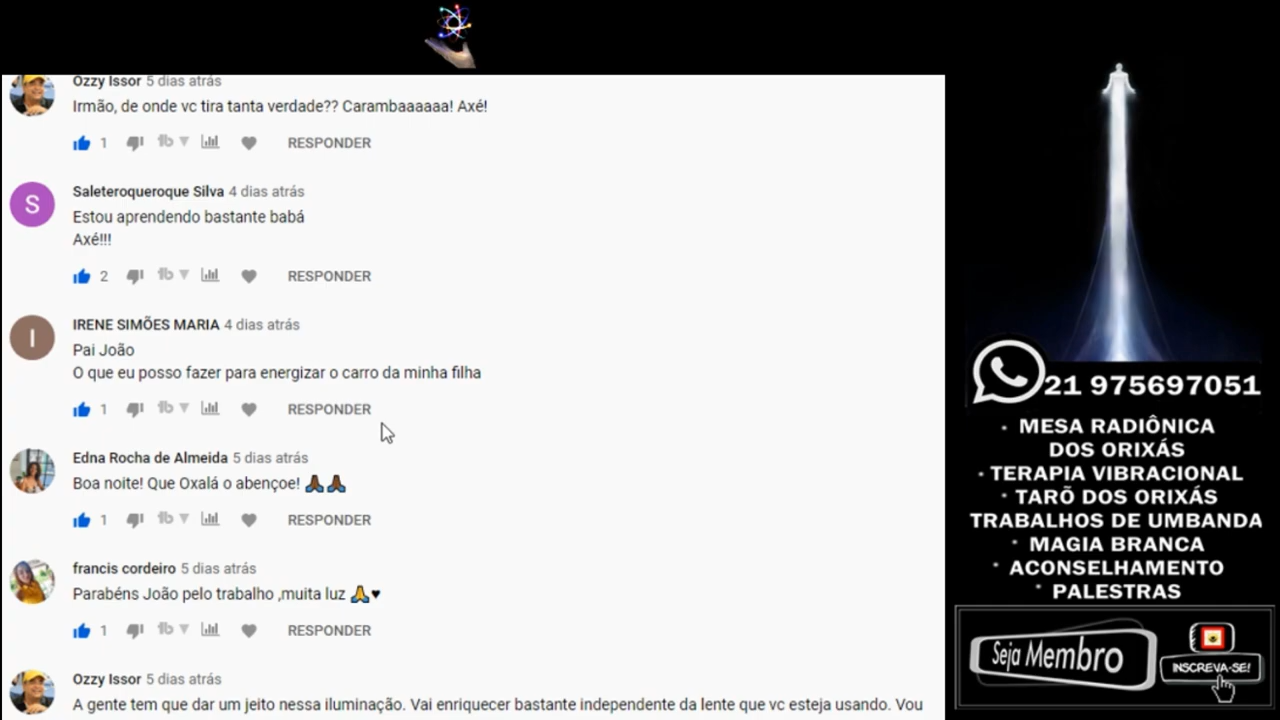 Ozzy Issor 5 dias atrás
Irmão, de onde vc tira tanta verdade?? Carambaaaaaa! Axé!
1 RESPONDER
S
Saleteroqueroque Silva 4 dias atrás
Estou aprendendo bastante babá
Axé!!!
2 RESPONDER
I
IRENE SIMÕES MARIA 4 dias atrás
Pai João
O que eu posso fazer para energizar o carro da minha filha
1 RESPONDER
Edna Rocha de Almeida 5 dias atrás
Boa noite! Que Oxalá o abençoe! 🙏🏾🙏🏾
1 RESPONDER
francis cordeiro 5 dias atrás
Parabéns João pelo trabalho ,muita luz 🙏♥
1 RESPONDER
Ozzy Issor 5 dias atrás
A gente tem que dar um jeito nessa iluminação. Vai enriquecer bastante independente da lente que vc esteja usando. Vou
21 975697051
· MESA RADIÔNICA
DOS ORIXÁS
· TERAPIA VIBRACIONAL
· TARÕ DOS ORIXÁS
TRABALHOS DE UMBANDA
· MAGIA BRANCA
· ACONSELHAMENTO
· PALESTRAS
Seja Membro
INSCREVA-SE!